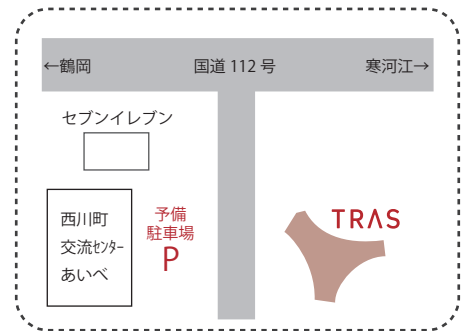 ←鶴岡 国道 112 号 寒河江→
セブンイレブン
西川町
交流ｾﾝﾀｰ
あいべ
予備
駐車場
P
TRΛS